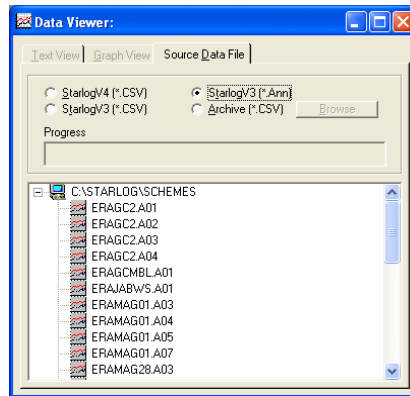 Data Viewer:
Text View Graph View Source Data File
StarlogV4 (*.CSV) StarlogV3 (*.Ann)
StarlogV3 (*.CSV) Archive (*.CSV) Browse
Progress
C:\STARLOG\SCHEMES
ERAGC2.A01
ERAGC2.A02
ERAGC2.A03
ERAGC2.A04
ERAGCMBL.A01
ERAJABWS.A01
ERAMAG01.A03
ERAMAG01.A04
ERAMAG01.A05
ERAMAG01.A07
ERAMAG28.A03